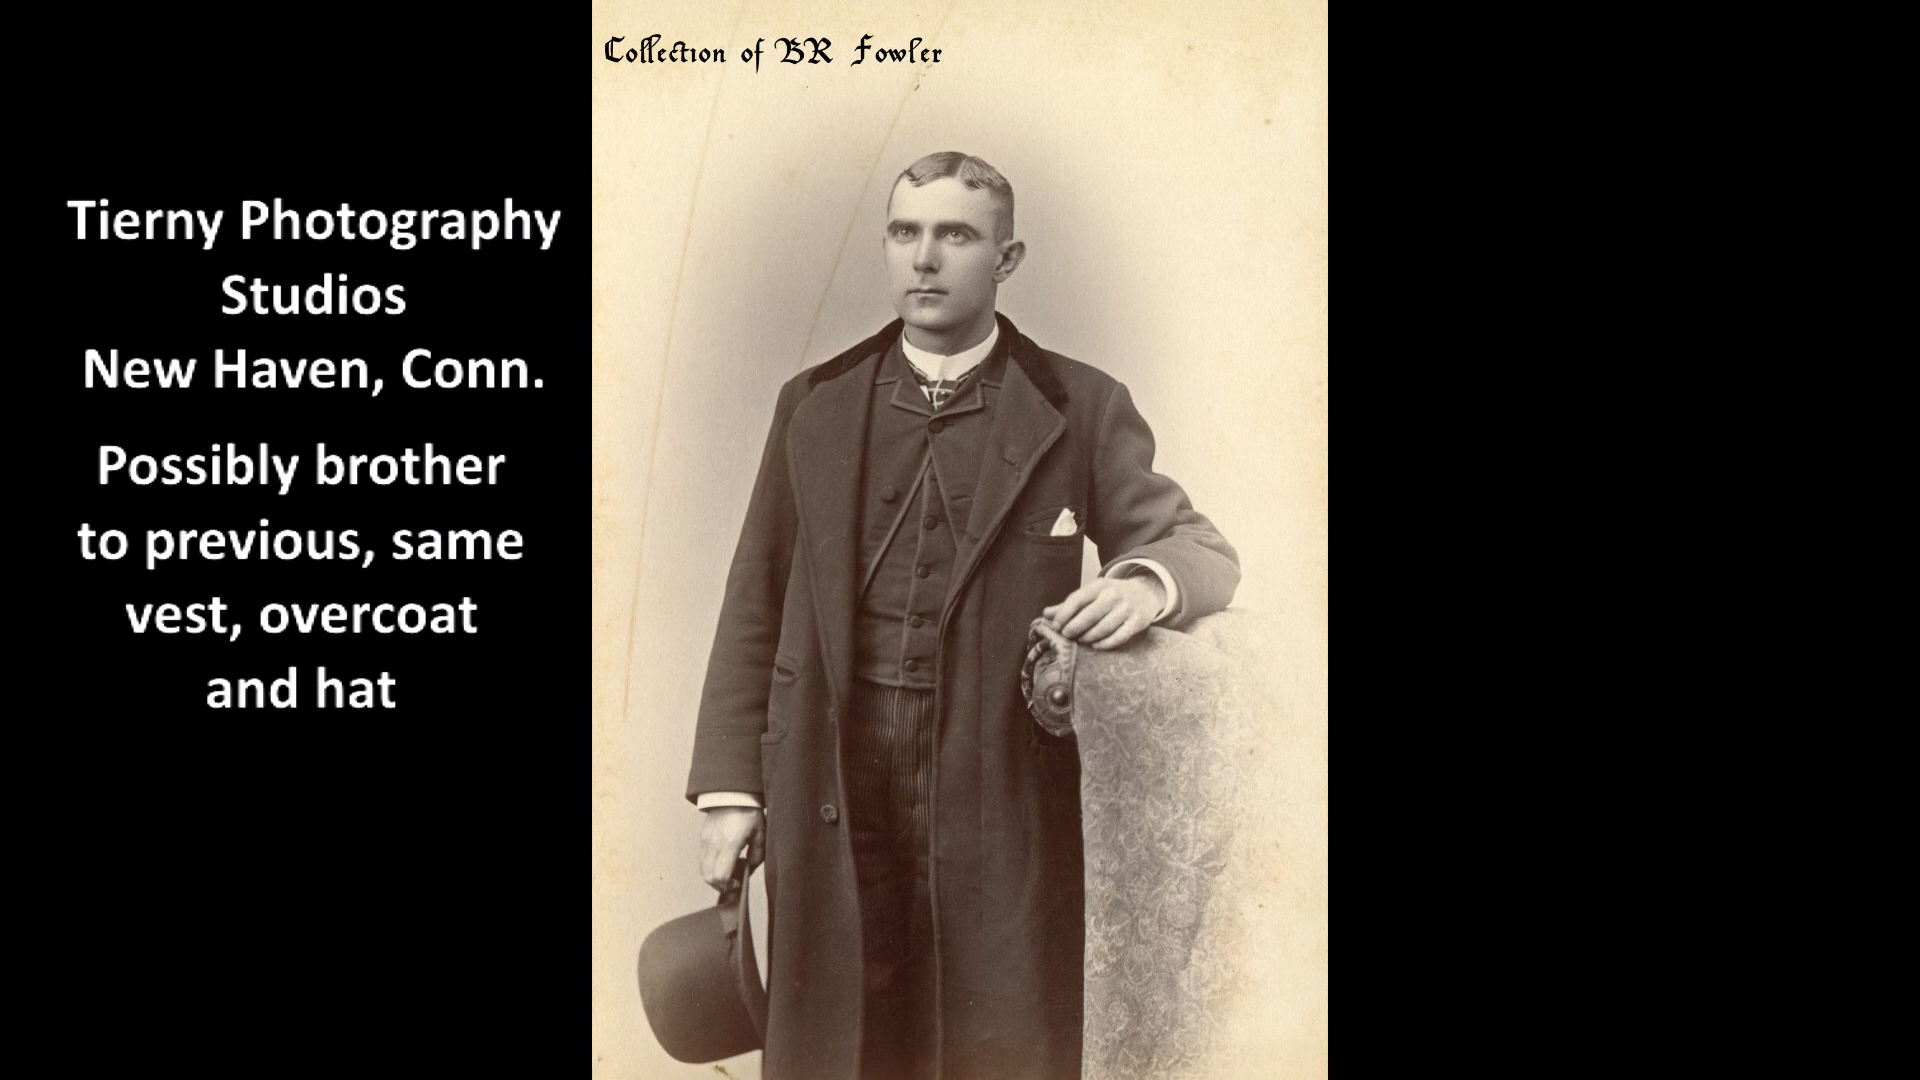 Collection of BR Fowler
Tierny Photography
Studios
New Haven, Conn.
Possibly brother
to previous, same
vest, overcoat
and hat